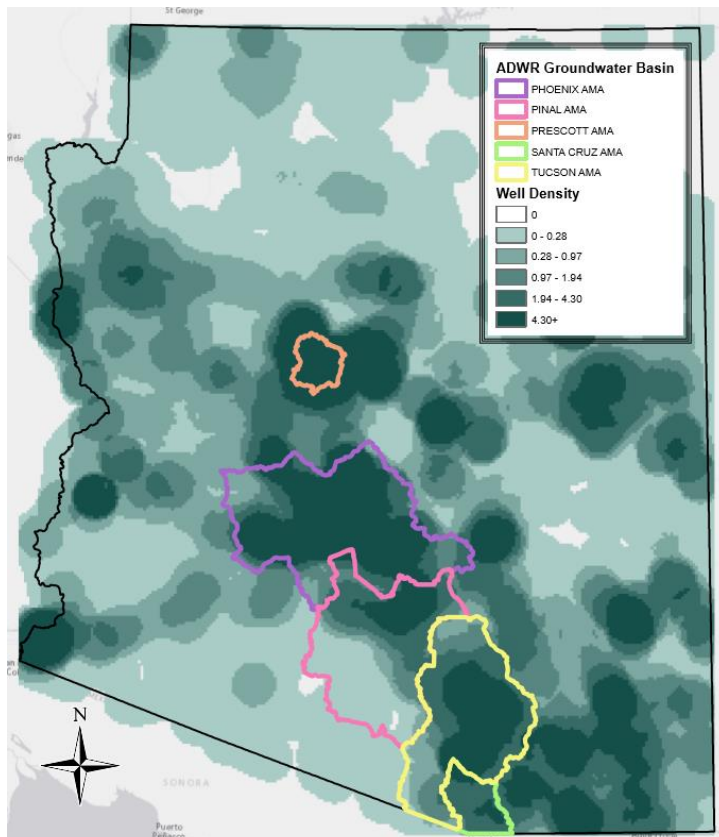 St George
gas
ADWR Groundwater Basin
PHOENIX AMA
PINAL AMA
PRESCOTT AMA
SANTA CRUZ AMA
TUCSON AMA
Well Density
0
0 - 0.28
0.28 - 0.97
0.97 - 1.94
1.94 - 4.30
4.30+
N
SONORA
Puerto